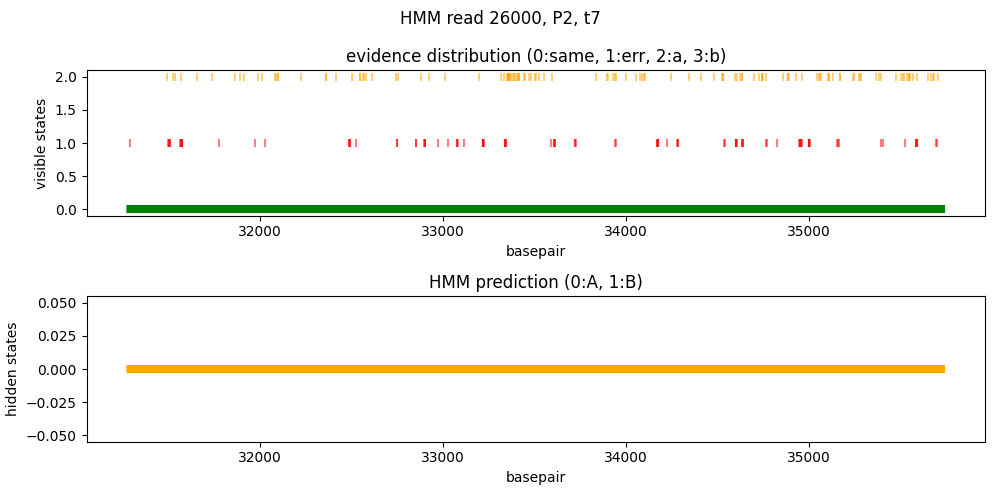 HMM read 26000, P2, t7
evidence distribution (0:same, 1:err, 2:a, 3:b)
visible states
2.0
1.5
1.0
0.5
0.0
32000 33000 34000 35000
basepair
HMM prediction (0:A, 1:B)
hidden states
0.050
0.025
0.000
−0.025
−0.050
32000 33000 34000 35000
basepair